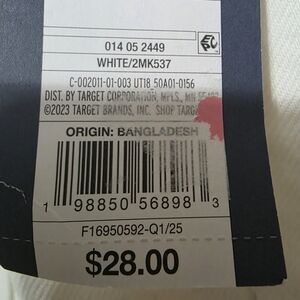 014 05 2449
WHITE/2MK537
C-002011-01-003 UT18 50A01-0156
DIST. BY TARGET CORPORATION, MPLS., MN
©2023 TARGET BRANDS, INC. SHOP
ORIGIN: BANGLADESH
1 98850 56898 3
F16950592-Q1/25
$28.00